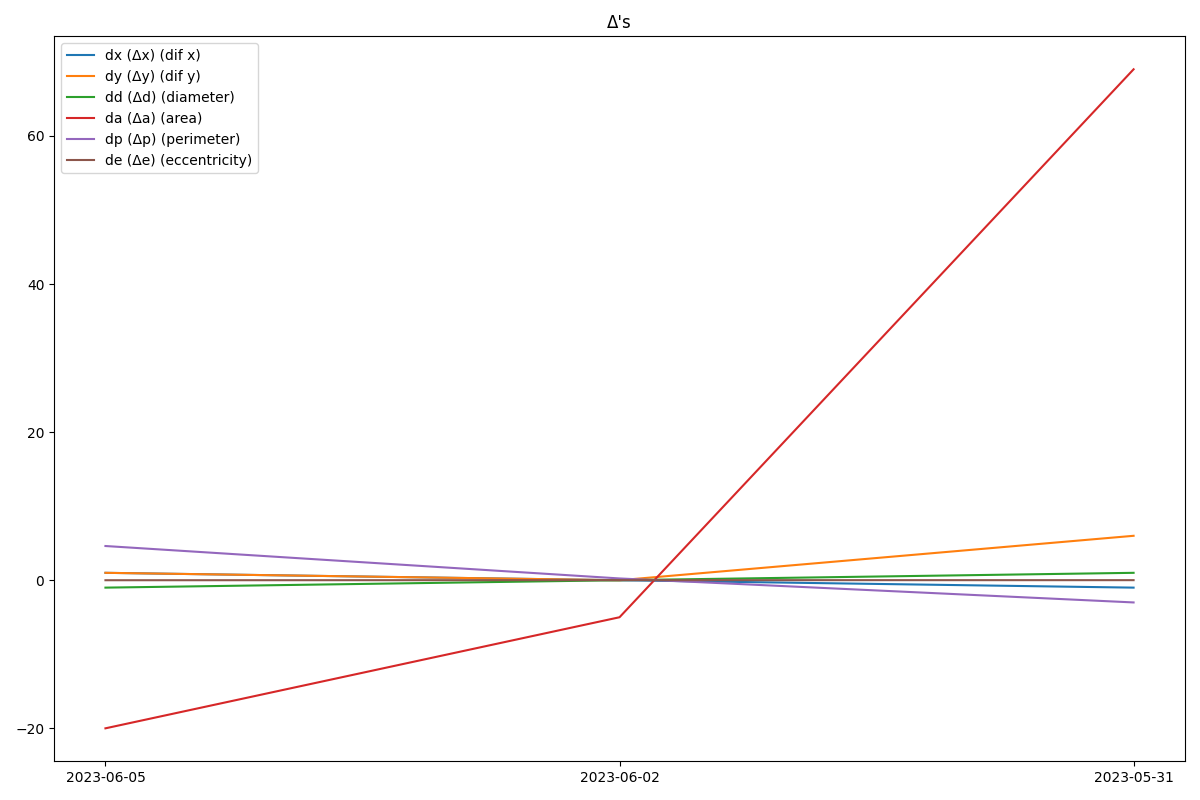 Δ's
dx (Δx) (dif x)
dy (Δy) (dif y)
dd (Δd) (diameter)
da (Δa) (area)
dp (Δp) (perimeter)
de (Δe) (eccentricity)
60
40
20
0
−20
2023-06-05
2023-06-02
2023-05-31